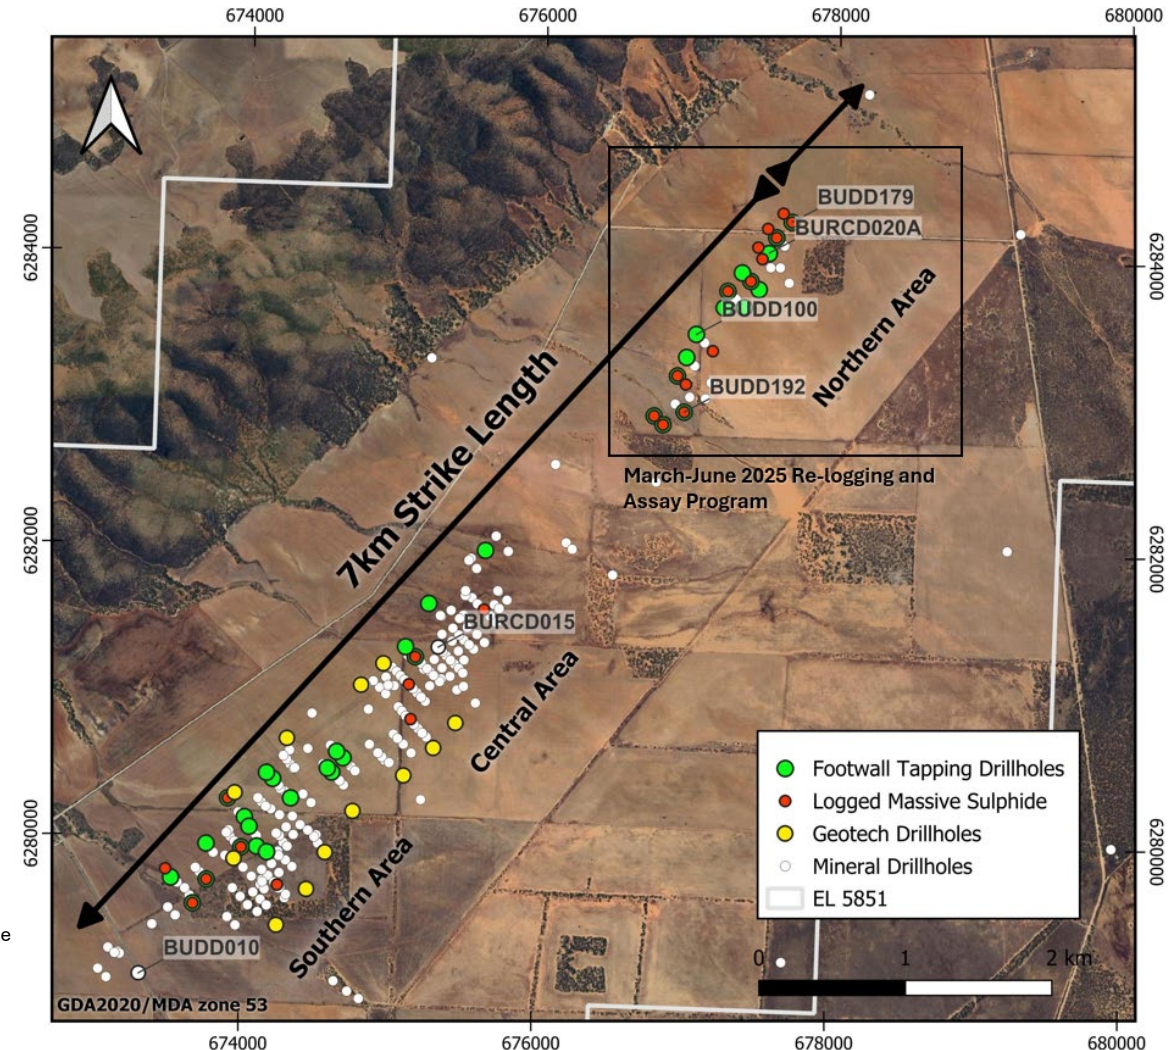 674000
676000
678000
680000
6284000
6282000
6280000
6284000
6282000
6280000
BUDD179
BURCD020A
BUDD100
BUDD192
Northern Area
March-June 2025 Re-logging and
Assay Program
7km Strike Length
BURCD015
Central Area
Southern Area
BUDD010
Footwall Tapping Drillholes
Logged Massive Sulphide
Geotech Drillholes
Mineral Drillholes
EL 5851
0 1 2 km
e
GDA2020/MDA zone 53
674000
676000
678000
680000